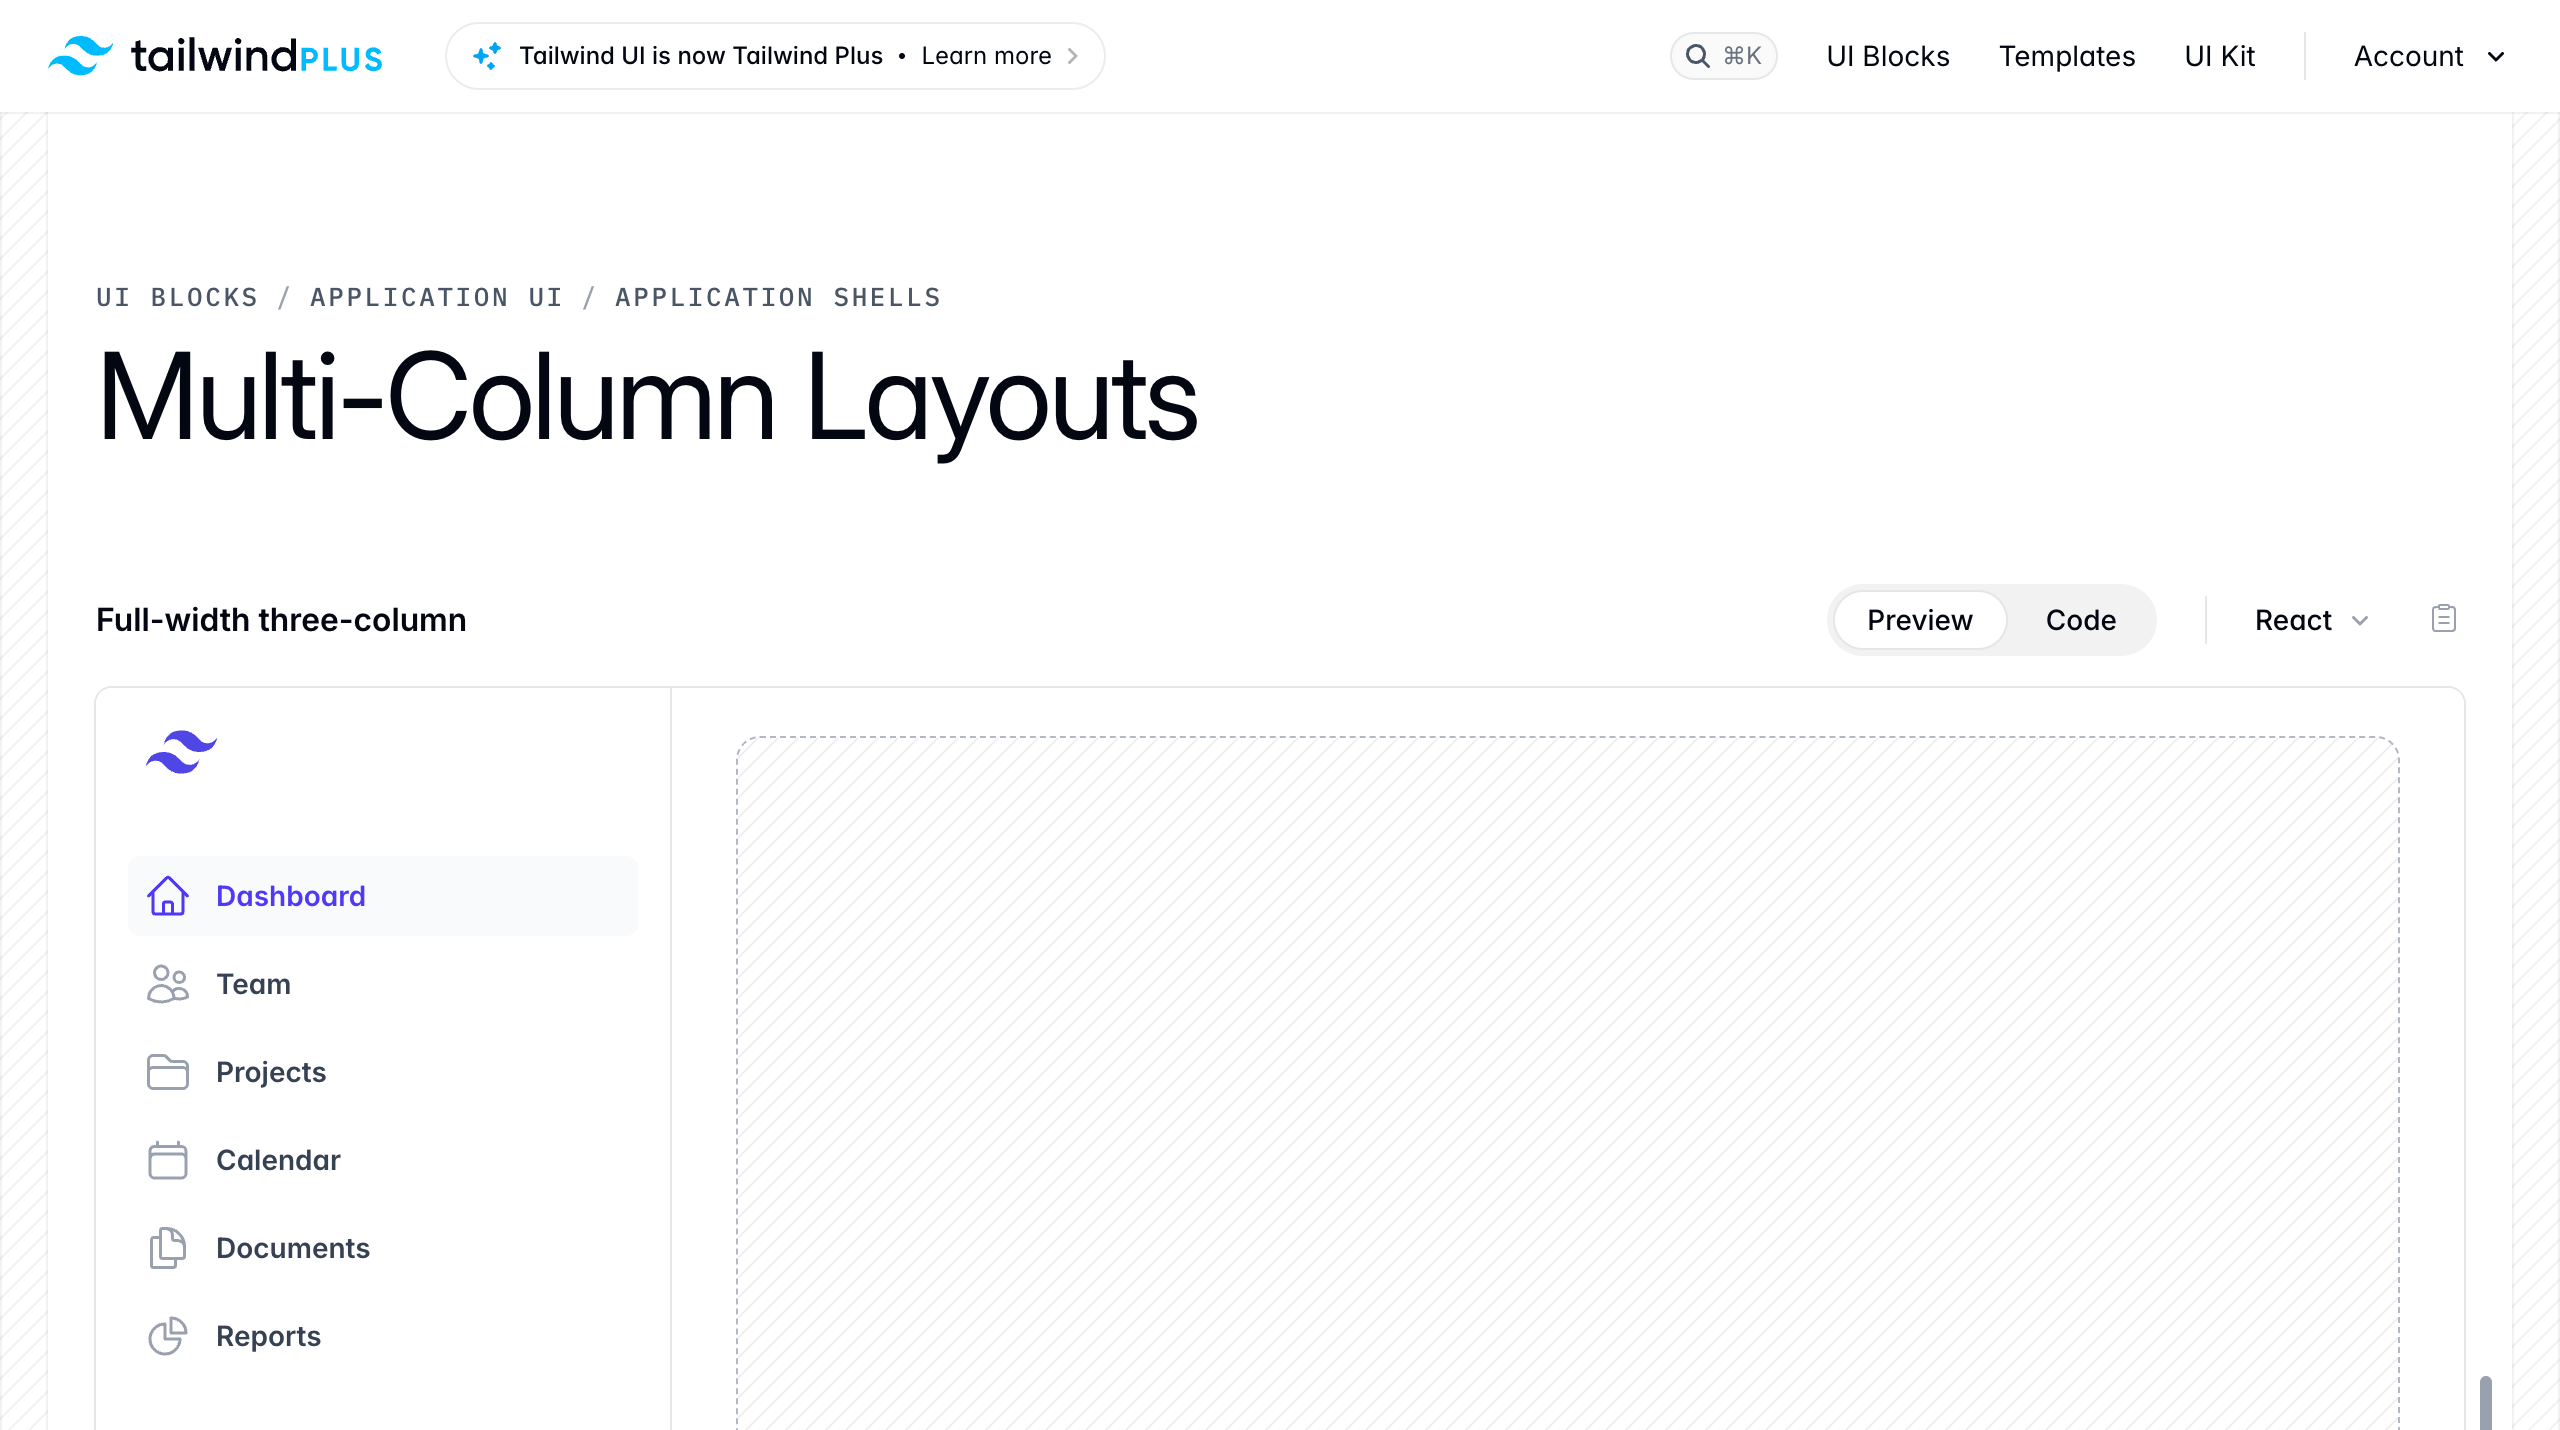 tailwindPLUS
Tailwind UI is now Tailwind Plus • Learn more
⌘K
UI Blocks
Templates
UI Kit
Account
UI BLOCKS / APPLICATION UI / APPLICATION SHELLS
Multi-Column Layouts
Full-width three-column
Preview
Code
React
Dashboard
Team
Projects
Calendar
Documents
Reports